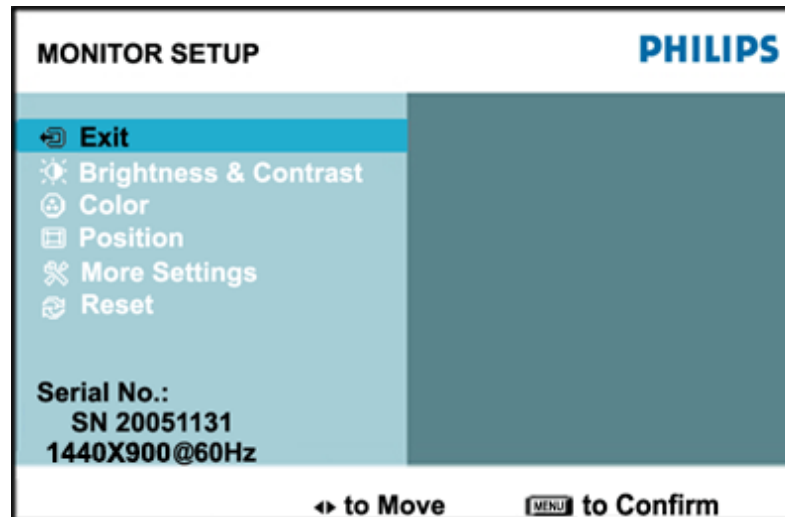 MONITOR SETUP PHILIPS
Exit
Brightness & Contrast
Color
Position
More Settings
Reset
Serial No.:
SN 20051131
1440X900@60Hz
to Move MENU to Confirm